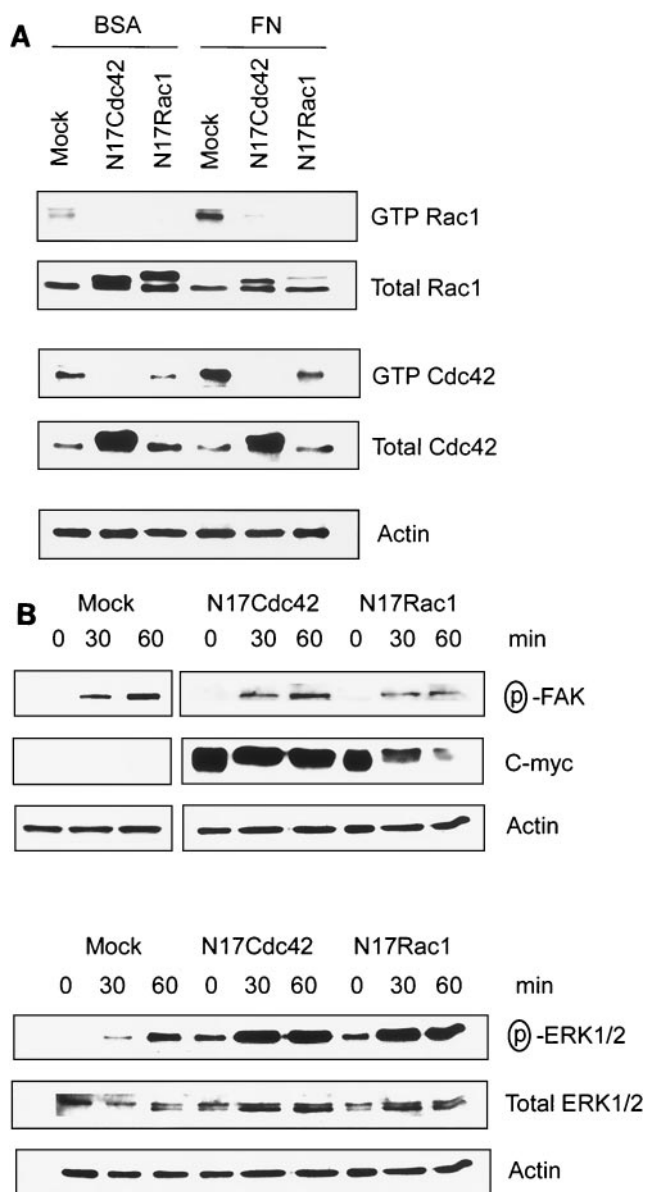 A
BSA FN
Mock N17Cdc42 N17Rac1 Mock N17Cdc42 N17Rac1
GTP Rac1
Total Rac1
GTP Cdc42
Total Cdc42
Actin
B
Mock N17Cdc42 N17Rac1
0 30 60 0 30 60 0 30 60 min
ⓟ-FAK
C-myc
Actin
Mock N17Cdc42 N17Rac1
0 30 60 0 30 60 0 30 60 min
ⓟ-ERK1/2
Total ERK1/2
Actin